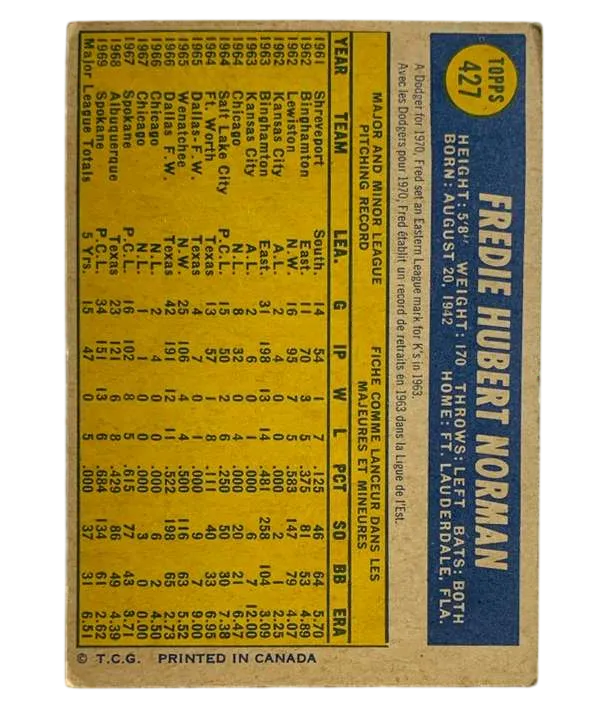 TOPPS
427
FREDIE HUBERT NORMAN
HEIGHT: 5'8" WEIGHT: 170 THROWS: LEFT BATS: BOTH
BORN: AUGUST 20, 1942 HOME: FT. LAUDERDALE, FLA.
A Dodger for 1970, Fred set an Eastern League mark for K's in 1963.
Avec les Dodgers pour 1970, Fred établit un record de retraits en 1963 dans la Ligue de l'Est.
MAJOR AND MINOR LEAGUE PITCHING RECORD
FICHE COMME LANCEUR DANS LES MAJEURES ET MINEURES
YEAR TEAM LEA. G IP W L PCT SO BB ERA
1961 Shreveport South. 14 54 1 7 .125 46 64 5.70
1962 Binghamton East. 11 70 3 5 .375 81 53 4.89
1962 Lewiston N.W. 16 95 7 5 .583 147 79 4.07
1962 Kansas City A.L. 2 4 0 0 .000 2 1 2.25
1963 Binghamton East. 31 198 13 14 .481 258 104 3.09
1963 Kansas City A.L. 2 6 0 1 .000 6 7 12.00
1964 Chicago N.L. 8 32 0 4 .000 20 21 6.47
1964 Salt Lake City P.C.L. 15 50 2 6 .250 50 36 7.38
1964 Ft. Worth Texas 13 57 1 8 .111 49 33 6.95
1965 Dallas-F.W. Texas 7 0 1 .000 9 7 9.00
1965 Wenatchee N.W. 25 106 4 4 .500 116 63 5.52
1966 Dallas F.W. Texas 42 191 12 11 .522 198 65 2.73
1966 Chicago N.L. 2 4 0 0 .000 6 2 4.50
1967 Chicago N.L. 1 1 0 0 .000 3 0 0.00
1967 Spokane P.C.L. 16 102 8 5 .615 77 43 3.71
1968 Albuquerque Texas 23 121 6 8 .429 86 49 4.39
1969 Spokane P.C.L. 34 151 13 6 .684 134 61 2.62
Major League Totals 5 Yrs. 15 47 0 5 .000 37 31 6.51
© T.C.G. PRINTED IN CANADA